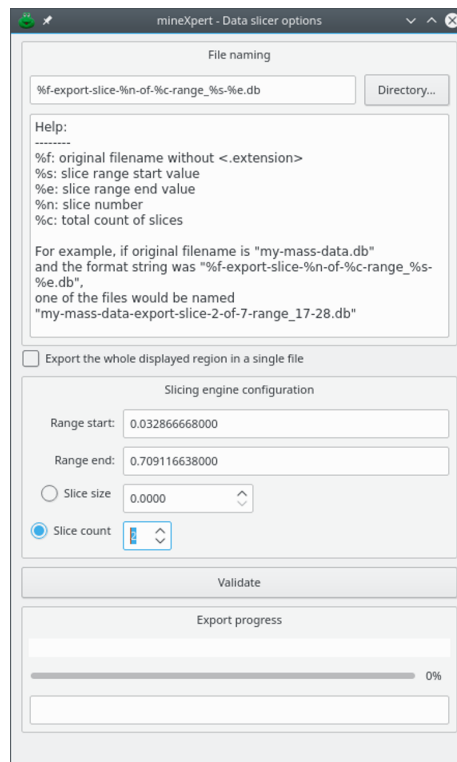 mineXpert - Data slicer options
File naming
%f-export-slice-%n-of-%c-range_%s-%e.db
Directory...
Help:
--------
%f: original filename without <.extension>
%s: slice range start value
%e: slice range end value
%n: slice number
%c: total count of slices
For example, if original filename is "my-mass-data.db"
and the format string was "%f-export-slice-%n-of-%c-range_%s-
%e.db",
one of the files would be named
"my-mass-data-export-slice-2-of-7-range_17-28.db"
Export the whole displayed region in a single file
Slicing engine configuration
Range start: 0.032866668000
Range end: 0.709116638000
Slice size 0.0000
Slice count 2
Validate
Export progress
0%